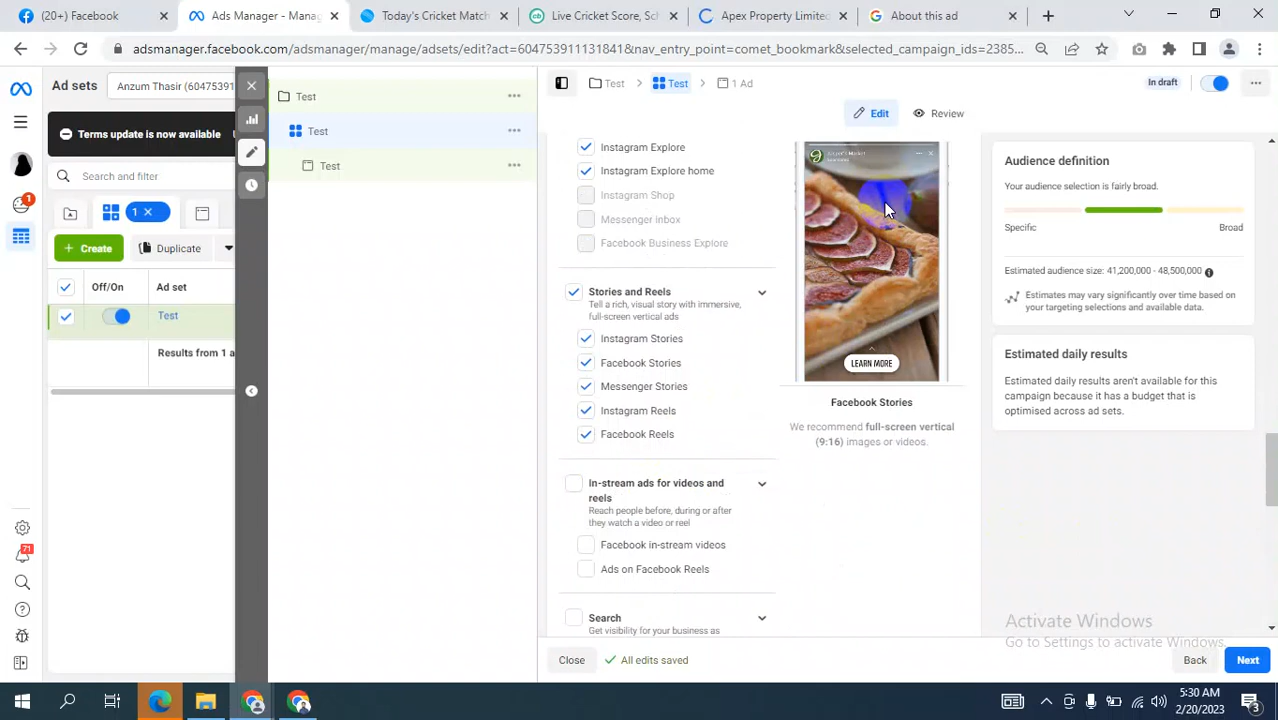 (20+) Facebook
Ads Manager - Manag
Today's Cricket Match
Live Cricket Score, Sch
Apex Property Limited
About this ad
adsmanager.facebook.com/adsmanager/manage/adsets/edit?act=604753911131841&nav_entry_point=comet_bookmark&selected_campaign_ids=2385...
Ad sets
Anzum Thasir (60475391
Terms update is now available
Search and filter
1
1
Create
Duplicate
Off/On
Ad set
Test
Results from 1 a
71
Test
Test
Test
Test
Test
1 Ad
In draft
Edit
Review
Instagram Explore
Instagram Explore home
Instagram Shop
Messenger inbox
Facebook Business Explore
Stories and Reels
Tell a rich, visual story with immersive,
full-screen vertical ads
Instagram Stories
Facebook Stories
Messenger Stories
Instagram Reels
Facebook Reels
In-stream ads for videos and
reels
Reach people before, during or after
they watch a video or reel
Facebook in-stream videos
Ads on Facebook Reels
Search
Get visibility for your business as
LEARN MORE
Facebook Stories
We recommend full-screen vertical
(9:16) images or videos.
Audience definition
Your audience selection is fairly broad.
Specific
Broad
Estimated audience size: 41,200,000 - 48,500,000
Estimates may vary significantly over time based on
your targeting selections and available data.
Estimated daily results
Estimated daily results aren't available for this
campaign because it has a budget that is
optimised across ad sets.
Activate Windows
Go to Settings to activate Windows.
Close
All edits saved
Back
Next
5:30 AM
2/20/2023
3